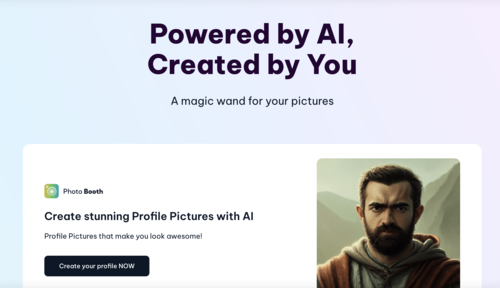 Powered by AI,
Created by You
A magic wand for your pictures
Photo Booth
Create stunning Profile Pictures with AI
Profile Pictures that make you look awesome!
Create your profile NOW